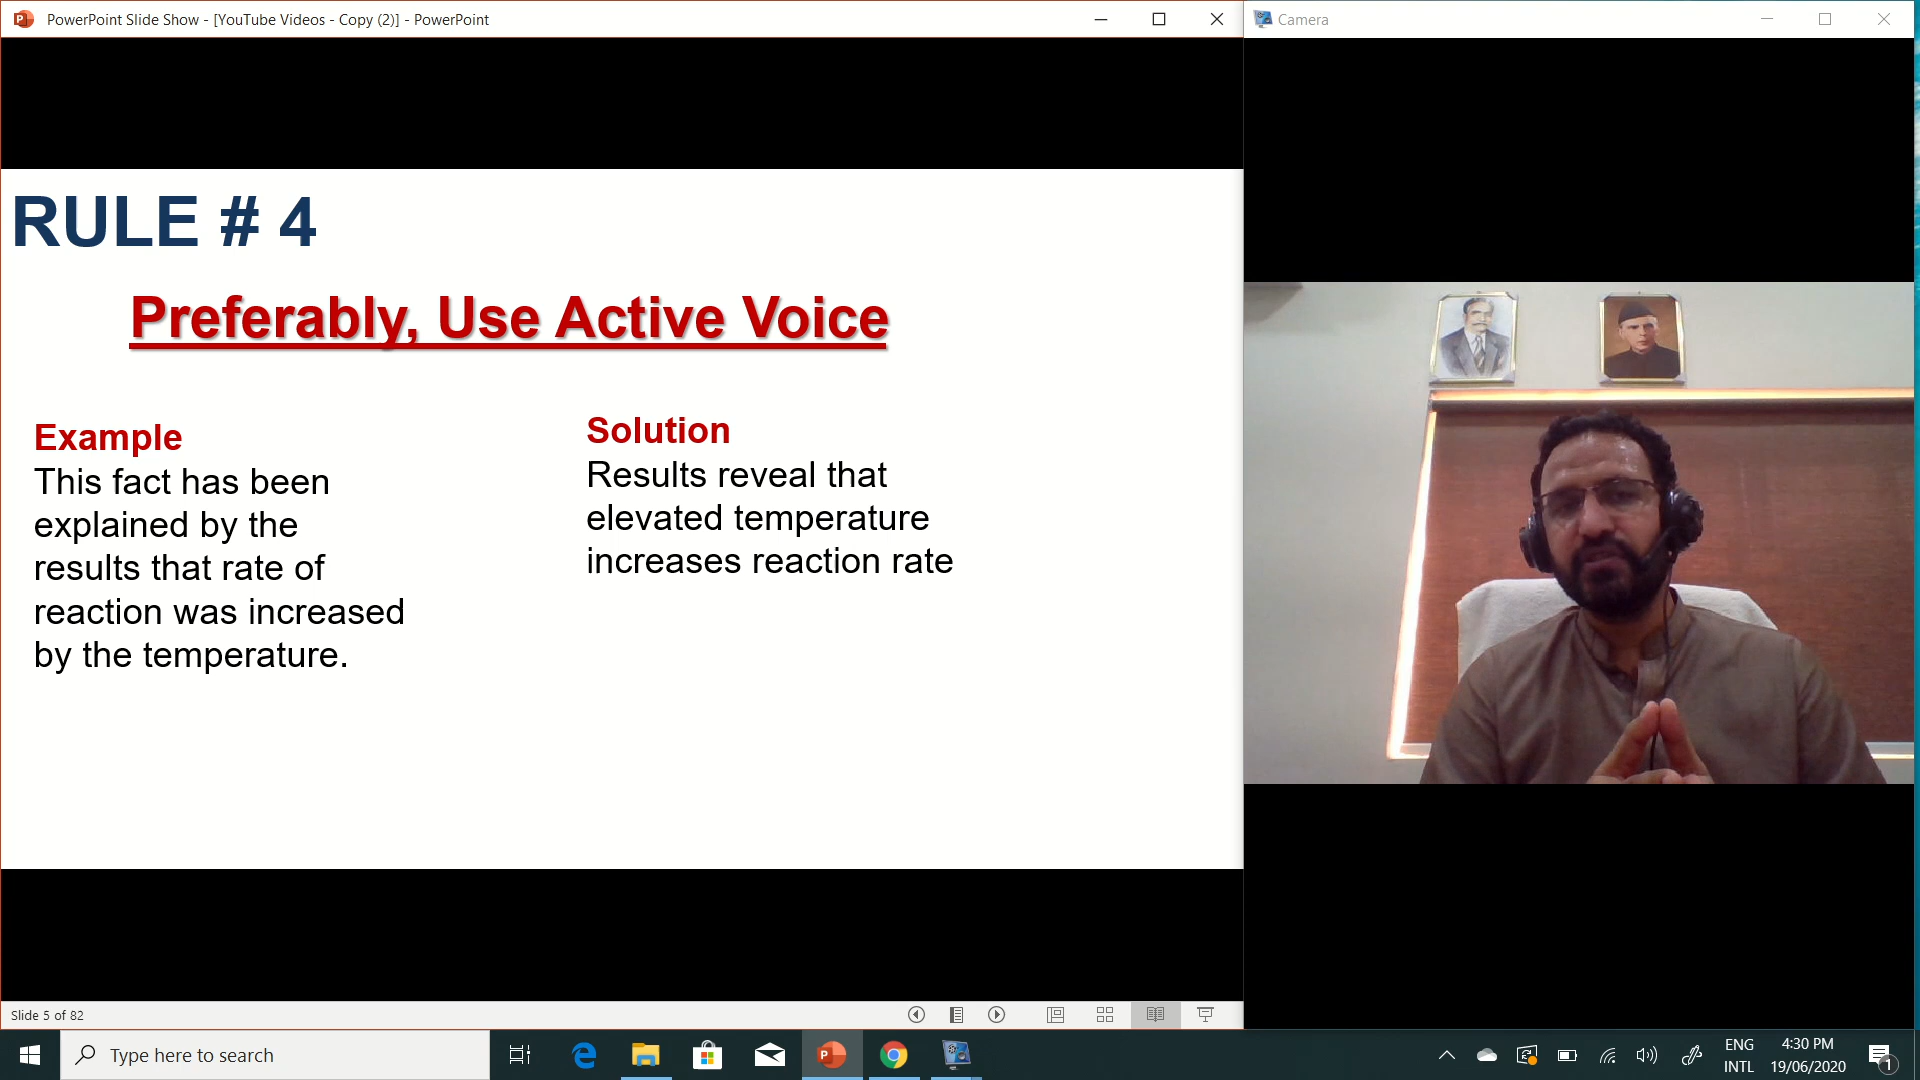 PowerPoint Slide Show - [YouTube Videos - Copy (2)] - PowerPoint
Camera
RULE # 4
Preferably, Use Active Voice
Example
This fact has been
explained by the
results that rate of
reaction was increased
by the temperature.
Solution
Results reveal that
elevated temperature
increases reaction rate
Slide 5 of 82
Type here to search
ENG
INTL
4:30 PM
19/06/2020
1